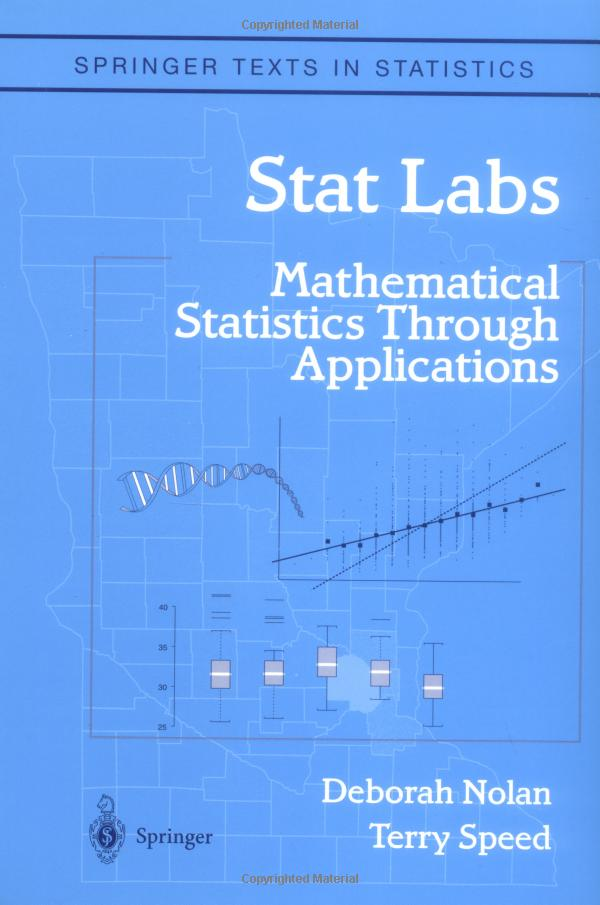 Copyrighted Material
SPRINGER TEXTS IN STATISTICS
Stat Labs
Mathematical
Statistics Through
Applications
40
35
30
25
Deborah Nolan
Terry Speed
S
Springer
Copyrighted Material